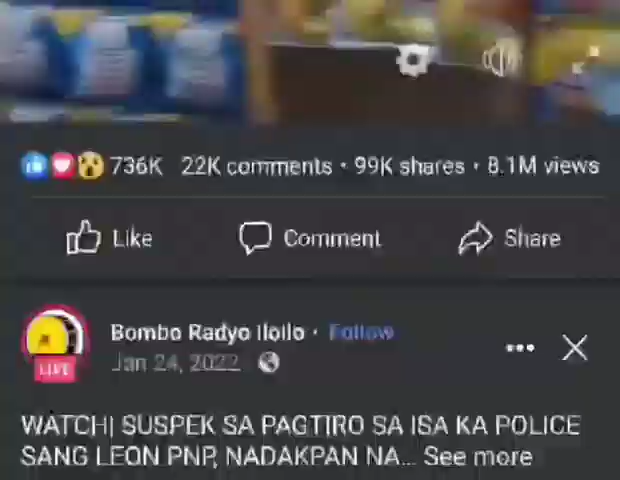 736K 22K comments · 99K shares · 8.1M views
Like Comment Share
Bombo Radyo Iloilo · Follow
Jan 24, 2022
LIVE
WATCH| SUSPEK SA PAGTIRO SA ISA KA POLICE
SANG LEON PNP, NADAKPAN NA... See more